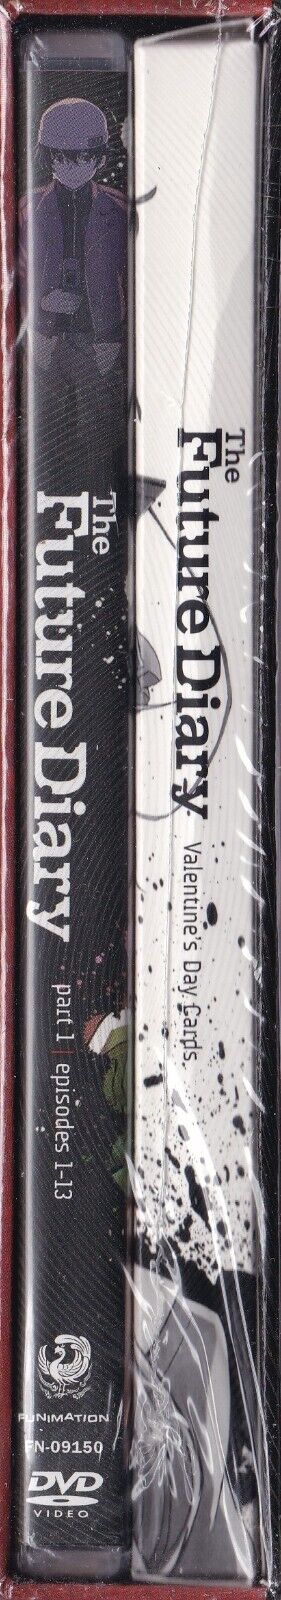 The
Future Diary
part 1 | episodes 1-13
FUNIMATION
FN-09150
DVD
VIDEO
The
Future Diary
Valentine's Day Cards